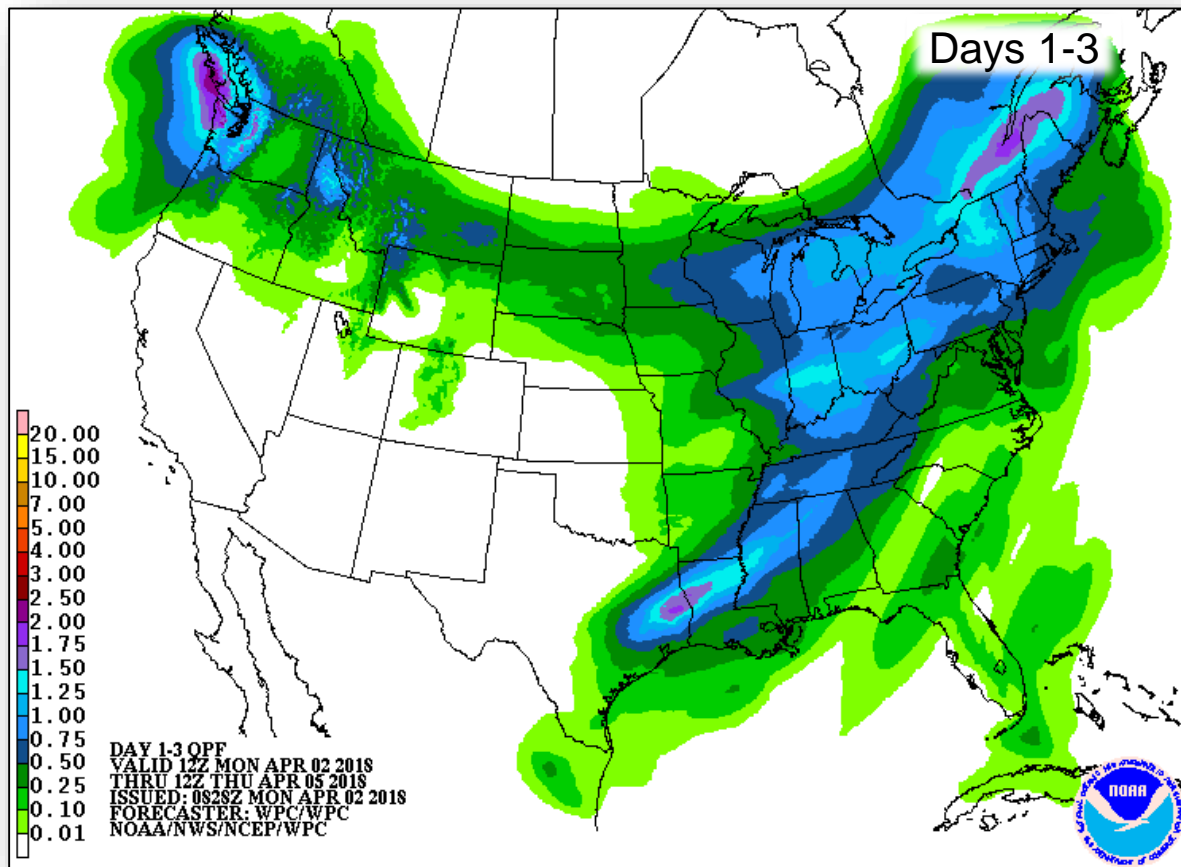 Days 1-3
20.00
15.00
10.00
7.00
5.00
4.00
3.00
2.50
2.00
1.75
1.50
1.25
1.00
0.75
0.50
0.25
0.10
0.01
DAY 1-3 QPF
VALID 12Z MON APR 02 2018
THRU 12Z THU APR 05 2018
ISSUED: 0828Z MON APR 02 2018
FORECASTER: WPC/WPC
NOAA/NWS/NCEP/WPC
NOAA